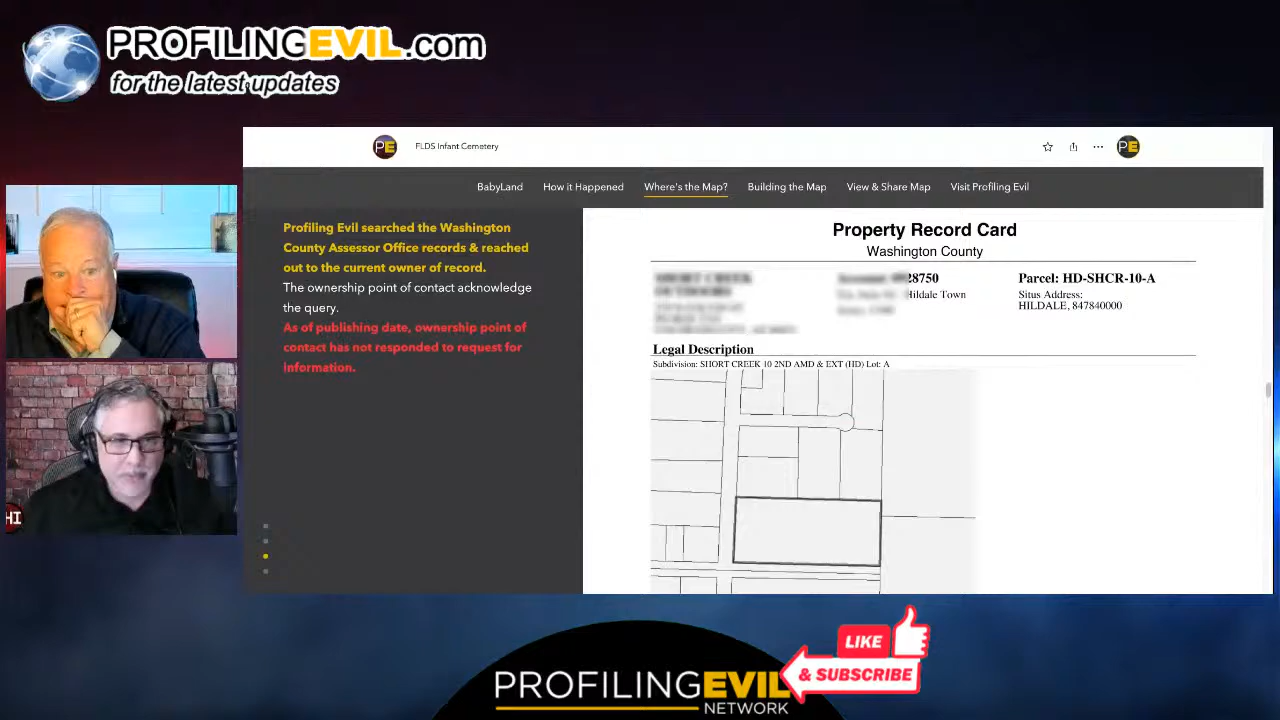 PROFILINGEVIL.com
for the latest updates
PE
FLDS Infant Cemetery
PE
BabyLand
How it Happened
Where's the Map?
Building the Map
View & Share Map
Visit Profiling Evil
Profiling Evil searched the Washington
County Assessor Office records & reached
out to the current owner of record.
The ownership point of contact acknowledge
the query.
As of publishing date, ownership point of
contact has not responded to request for
information.
Property Record Card
Washington County
28750
Hildale Town
Parcel: HD-SHCR-10-A
Situs Address:
HILDALE, 847840000
Legal Description
Subdivision: SHORT CREEK 10 2ND AMD & EXT (HD) Lot: A
HI
LIKE
& SUBSCRIBE
PROFILINGEVIL
NETWORK